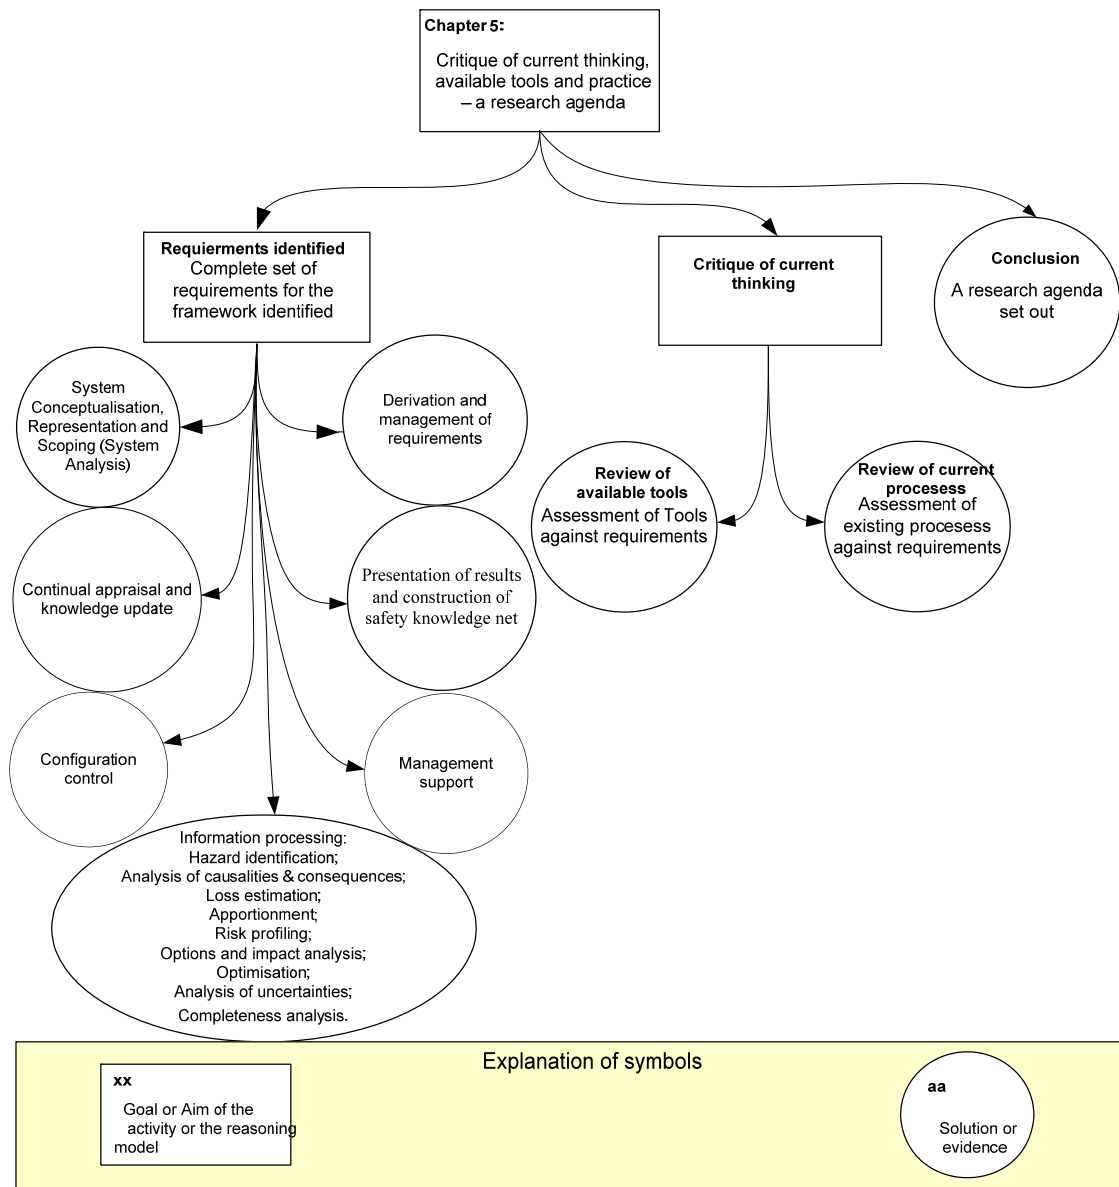 Chapter 5:
Critique of current thinking,
available tools and practice
– a research agenda
Requierments identified
Complete set of
requirements for the
framework identified
Critique of current
thinking
Conclusion
A research agenda
set out
System
Conceptualisation,
Representation and
Scoping (System
Analysis)
Derivation and
management of
requirements
Review of
available tools
Assessment of Tools
against requirements
Review of current
procesess
Assessment of
existing procesess
against requirements
Continual appraisal and
knowledge update
Presentation of results
and construction of
safety knowledge net
Configuration
control
Management
support
Information processing:
Hazard identification;
Analysis of causalities & consequences;
Loss estimation;
Apportionment;
Risk profiling;
Options and impact analysis;
Optimisation;
Analysis of uncertainties;
Completeness analysis.
Explanation of symbols
xx
Goal or Aim of the
activity or the reasoning
model
aa
Solution or
evidence